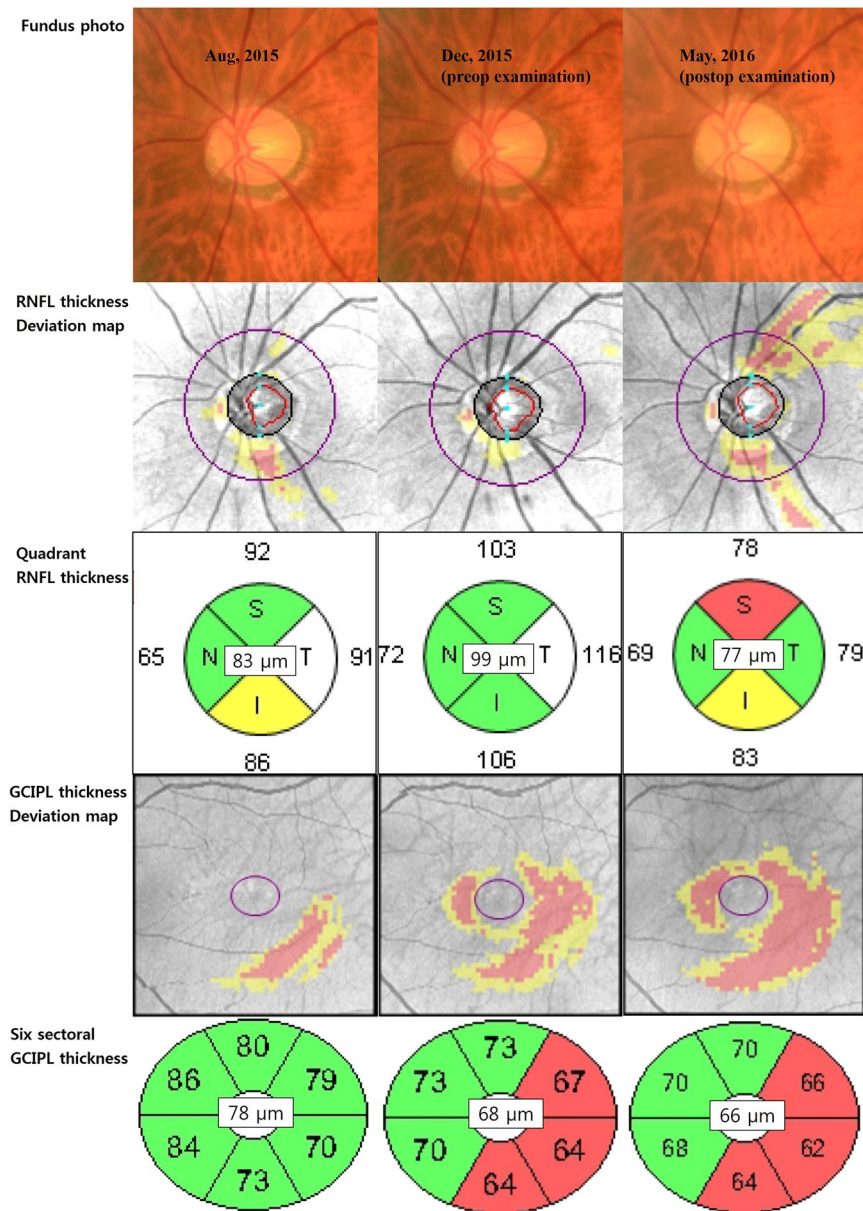 Fundus photo
Aug, 2015
Dec, 2015
(preop examination)
May, 2016
(postop examination)
RNFL thickness
Deviation map
Quadrant
RNFL thickness
92
S
65 N 83 μm T 91
I
86
103
S
72 N 99 μm T 116
I
106
78
S
69 N 77 μm T 79
I
83
GCIPL thickness
Deviation map
Six sectoral
GCIPL thickness
80
86 79
78 μm
84 70
73
73
73 67
68 μm
70 64
64
70
70 66
66 μm
68 62
64